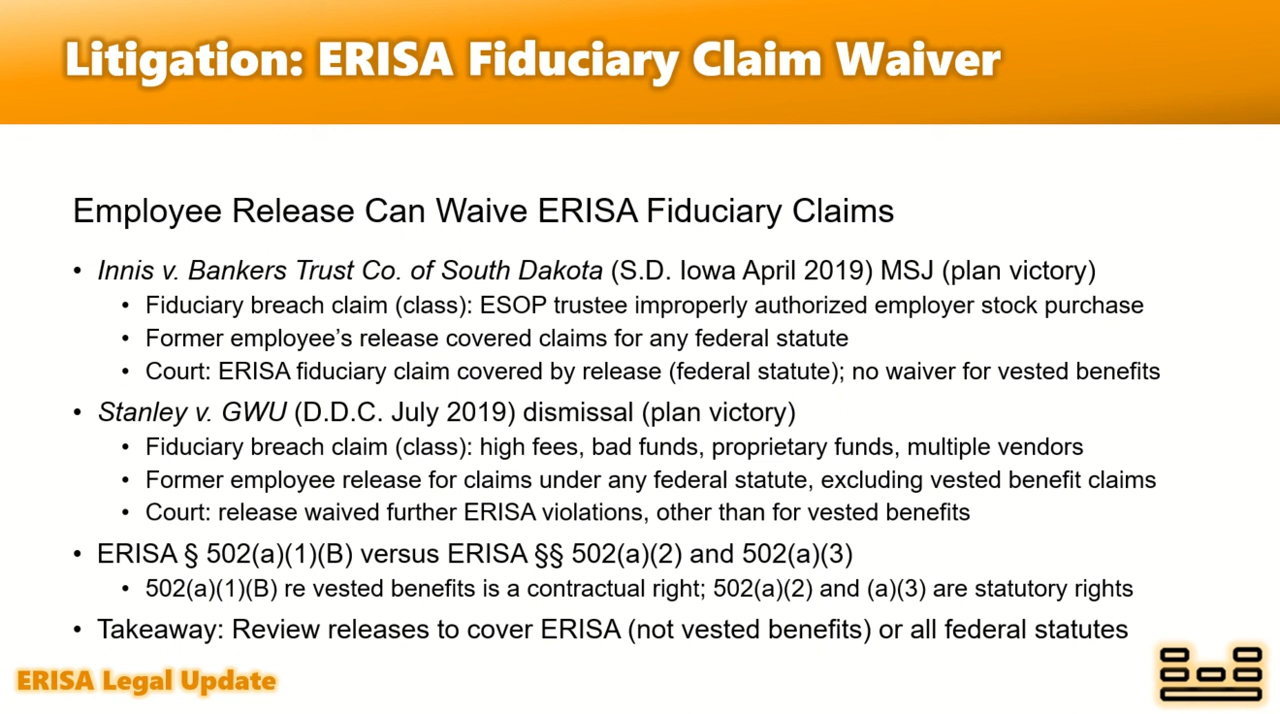 Litigation: ERISA Fiduciary Claim Waiver
Employee Release Can Waive ERISA Fiduciary Claims
• Innis v. Bankers Trust Co. of South Dakota (S.D. Iowa April 2019) MSJ (plan victory)
• Fiduciary breach claim (class): ESOP trustee improperly authorized employer stock purchase
• Former employee’s release covered claims for any federal statute
• Court: ERISA fiduciary claim covered by release (federal statute); no waiver for vested benefits
• Stanley v. GWU (D.D.C. July 2019) dismissal (plan victory)
• Fiduciary breach claim (class): high fees, bad funds, proprietary funds, multiple vendors
• Former employee release for claims under any federal statute, excluding vested benefit claims
• Court: release waived further ERISA violations, other than for vested benefits
• ERISA § 502(a)(1)(B) versus ERISA §§ 502(a)(2) and 502(a)(3)
• 502(a)(1)(B) re vested benefits is a contractual right; 502(a)(2) and (a)(3) are statutory rights
• Takeaway: Review releases to cover ERISA (not vested benefits) or all federal statutes
ERISA Legal Update